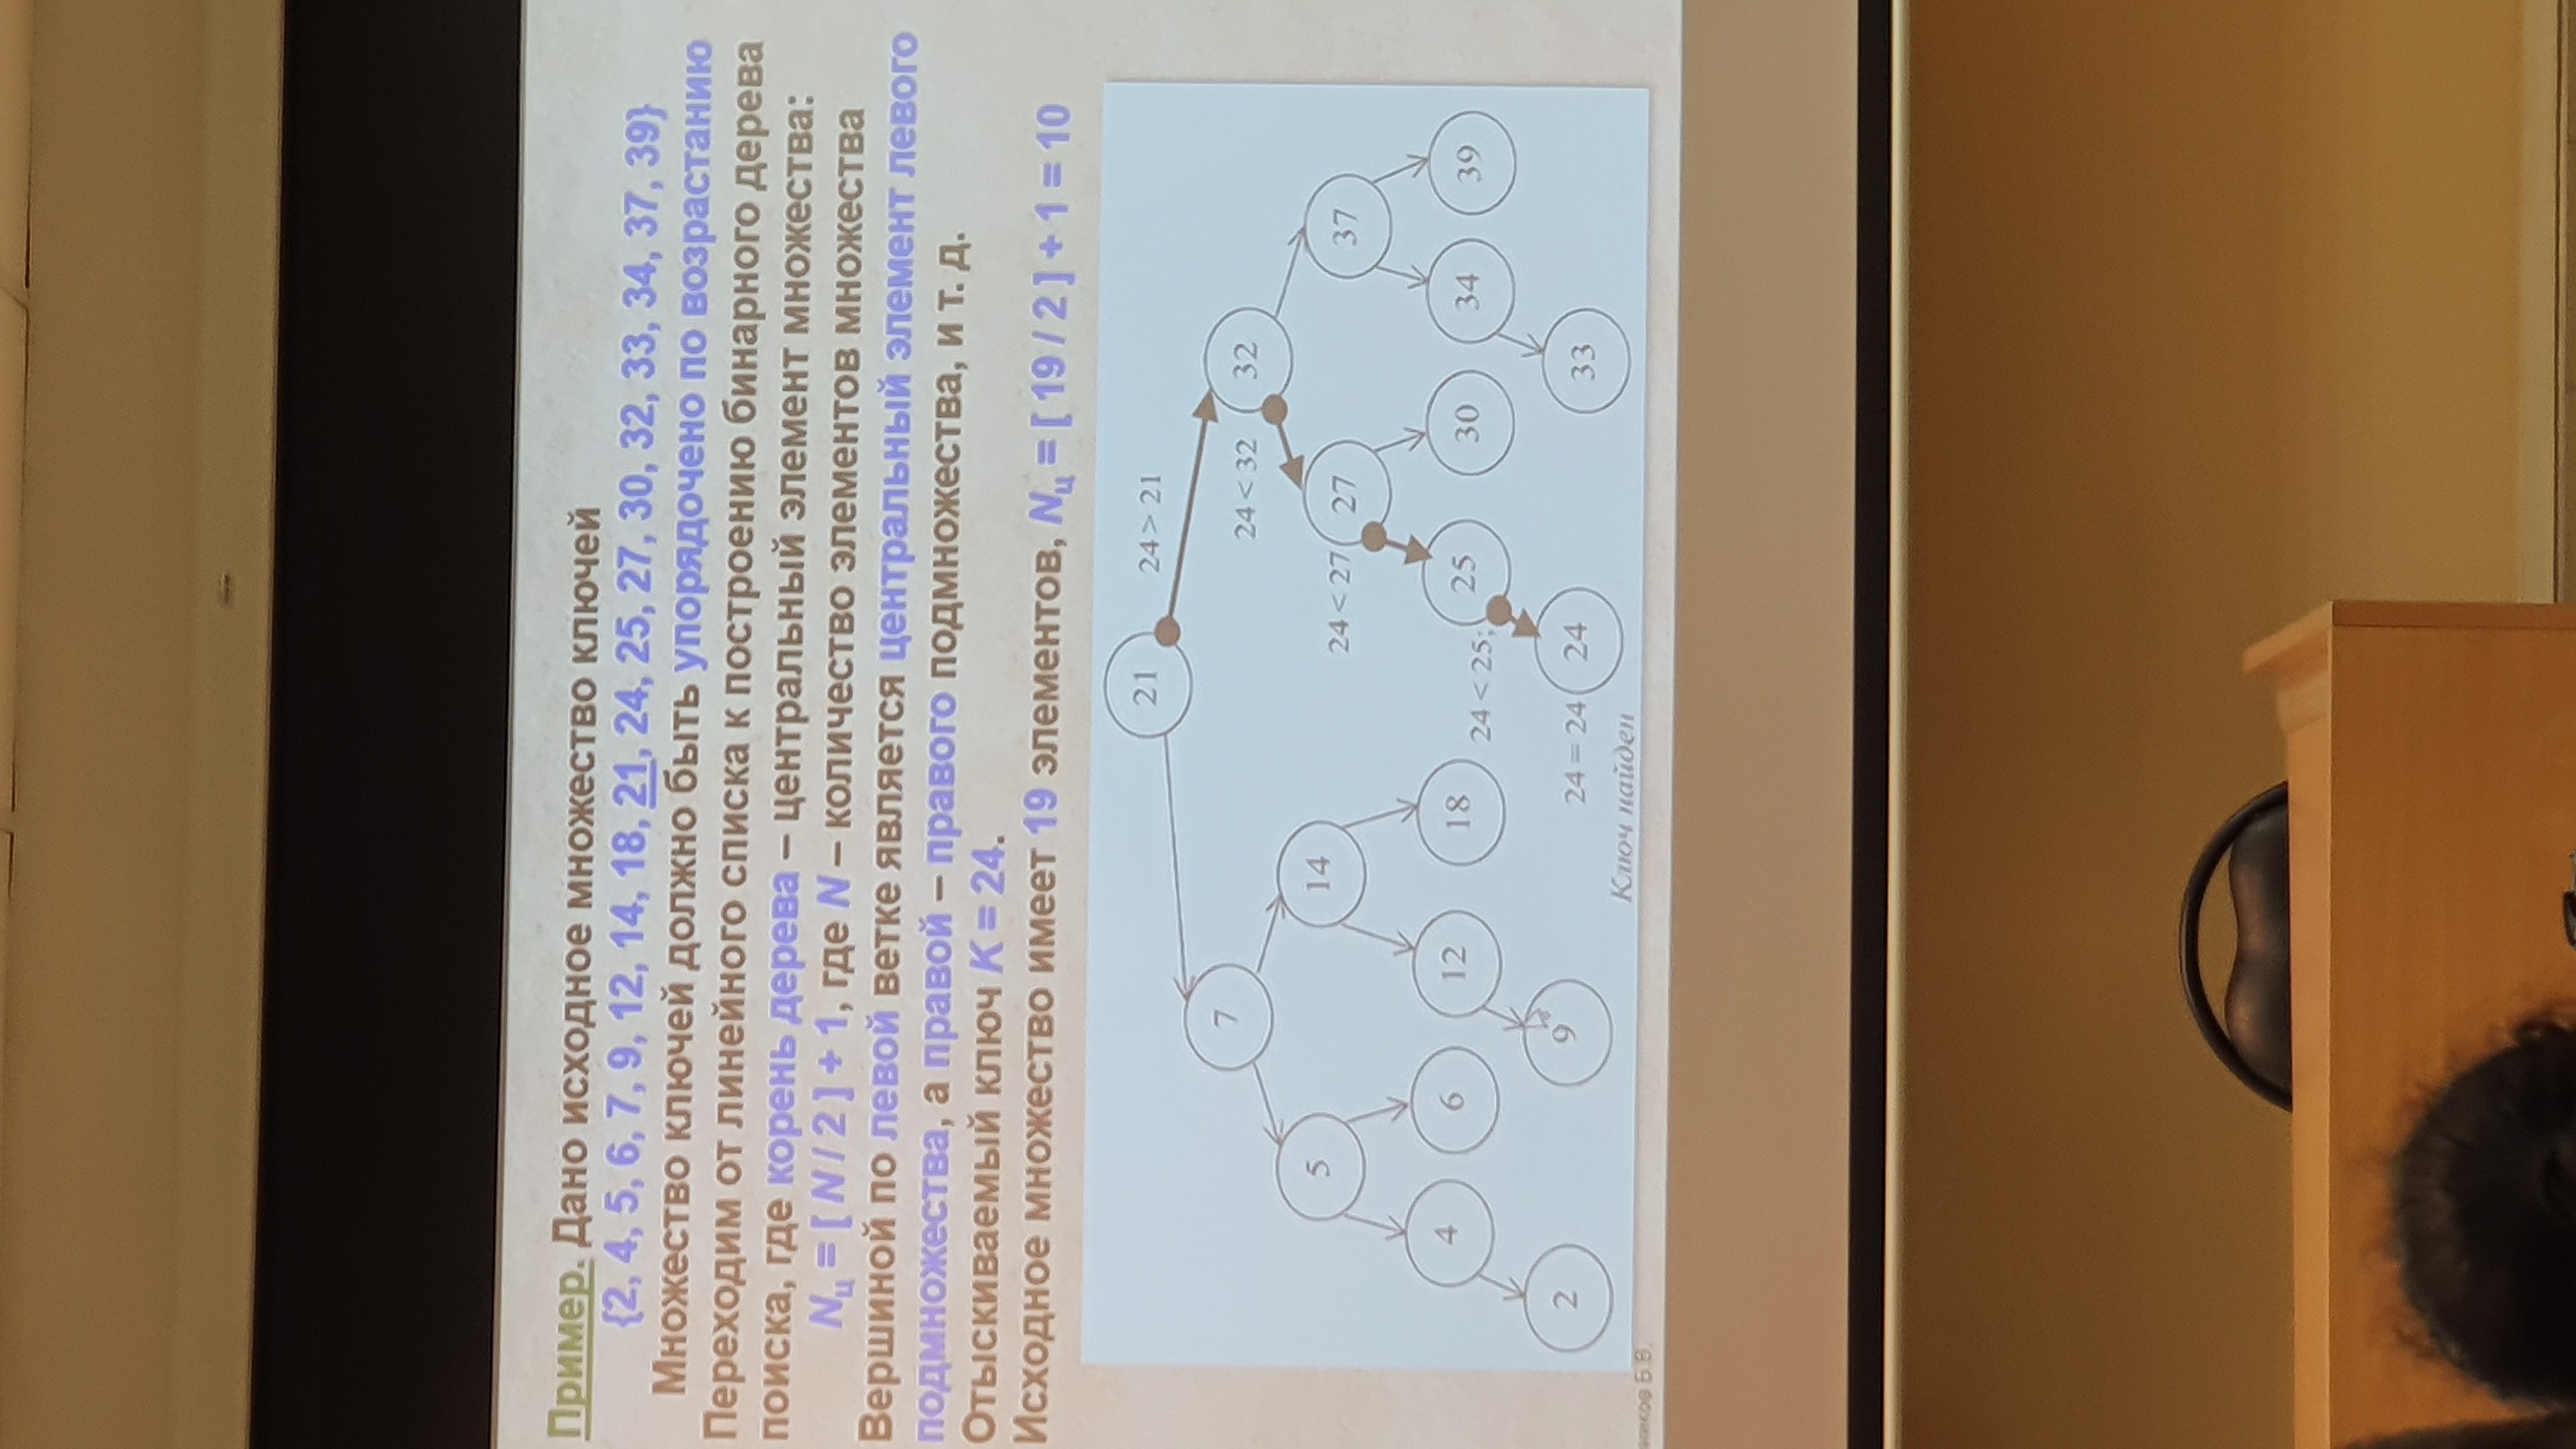 Пример. Дано исходное множество ключей
{2, 4, 5, 6, 7, 9, 12, 14, 18, 21, 24, 25, 27, 30, 32, 33, 34, 37, 39}
Множество ключей должно быть упорядочено по возрастанию
Переходим от линейного списка к построению бинарного дерева
поиска, где корень дерева – центральный элемент множества:
Nц = [ N / 2 ] + 1, где N – количество элементов множества
Вершиной по левой ветке является центральный элемент левого
подмножества, а правой – правого подмножества, и т. д.
Отыскиваемый ключ K = 24.
Исходное множество имеет 19 элементов, Nц = [ 19 / 2 ] + 1 = 10
21 24 > 21
7 24 < 32 32
5 14 24 < 27 27 37
4 6 12 18 24 < 25; 25 30 34 39
2 9 24 = 24 24 33
Ключ найден
Б.В.